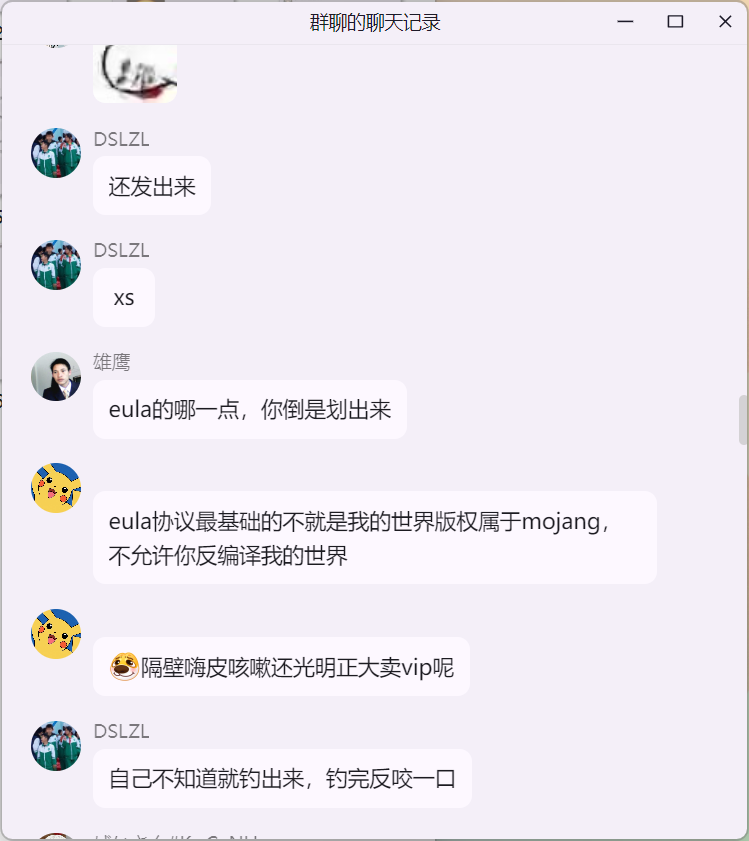 群聊的聊天记录
DSLZL
还发出来
DSLZL
xs
雄鹰
eula的哪一点，你倒是划出来
eula协议最基础的不就是我的世界版权属于mojang，
不允许你反编译我的世界
隔壁嗨皮咳嗽还光明正大卖vip呢
DSLZL
自己不知道就钓出来，钓完反咬一口